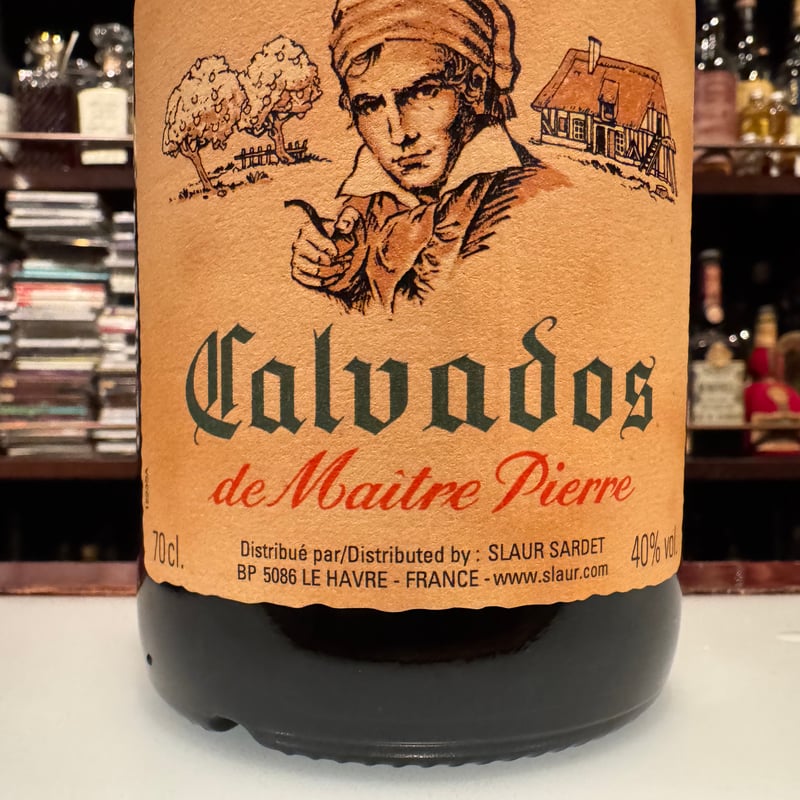 Calvados
de Maître Pierre
70cl.
Distribué par/Distributed by : SLAUR SARDET
40% vol.
BP 5086 LE HAVRE - FRANCE - www.slaur.com